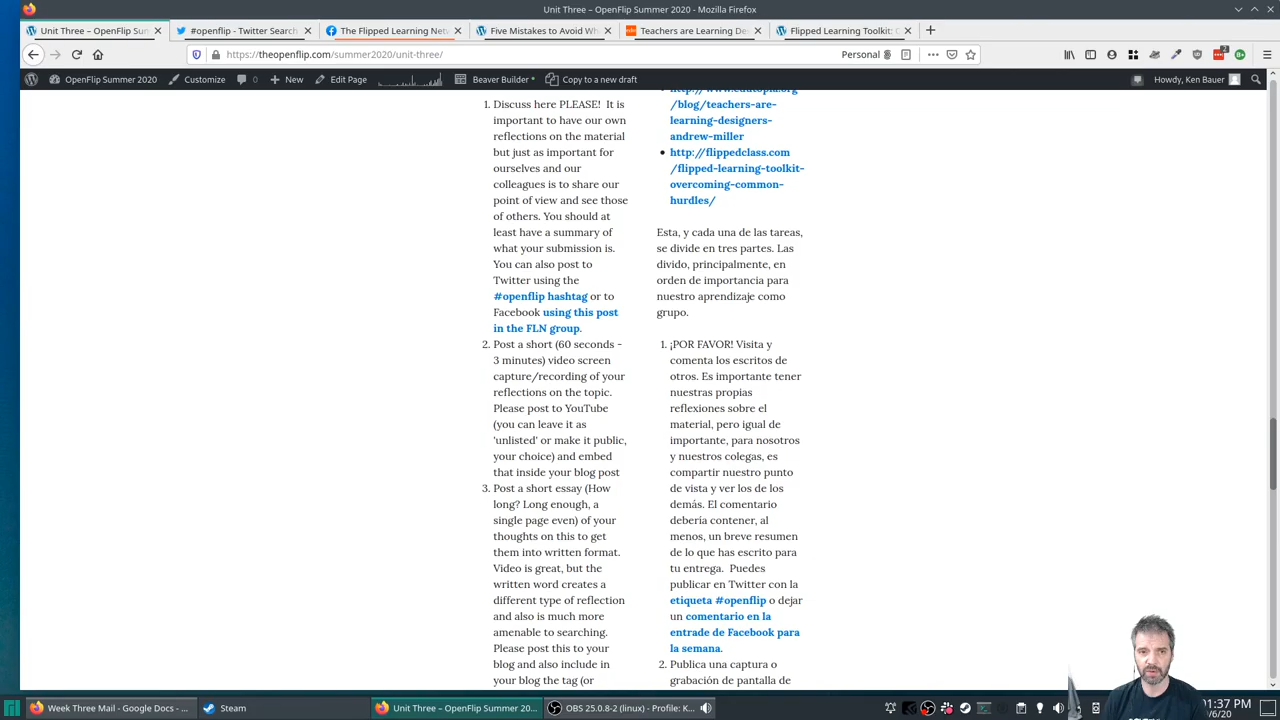 Unit Three – OpenFlip Summer 2020 - Mozilla Firefox
Unit Three – OpenFlip Sum
#openflip - Twitter Search
The Flipped Learning Net
Five Mistakes to Avoid Wh
Teachers are Learning De
Flipped Learning Toolkit: O
https://theopenflip.com/summer2020/unit-three/
Personal
OpenFlip Summer 2020
Customize
0
New
Edit Page
Beaver Builder
Copy to a new draft
Howdy, Ken Bauer
1. Discuss here PLEASE! It is
important to have our own
reflections on the material
but just as important for
ourselves and our
colleagues is to share our
point of view and see those
of others. You should at
least have a summary of
what your submission is.
You can also post to
Twitter using the
#openflip hashtag or to
Facebook using this post
in the FLN group.
2. Post a short (60 seconds -
3 minutes) video screen
capture/recording of your
reflections on the topic.
Please post to YouTube
(you can leave it as
'unlisted' or make it public,
your choice) and embed
that inside your blog post
3. Post a short essay (How
long? Long enough, a
single page even) of your
thoughts on this to get
them into written format.
Video is great, but the
written word creates a
different type of reflection
and also is much more
amenable to searching.
Please post this to your
blog and also include in
your blog the tag (or
http://www.edutopia.org
/blog/teachers-are-
learning-designers-
andrew-miller
http://flippedclass.com
/flipped-learning-toolkit-
overcoming-common-
hurdles/
Esta, y cada una de las tareas,
se divide en tres partes. Las
divido, principalmente, en
orden de importancia para
nuestro aprendizaje como
grupo.
1. ¡POR FAVOR! Visita y
comenta los escritos de
otros. Es importante tener
nuestras propias
reflexiones sobre el
material, pero igual de
importante, para nosotros
y nuestros colegas, es
compartir nuestro punto
de vista y ver los de los
demás. El comentario
debería contener, al
menos, un breve resumen
de lo que has escrito para
tu entrega. Puedes
publicar en Twitter con la
etiqueta #openflip o dejar
un comentario en la
entrade de Facebook para
la semana.
2. Publica una captura o
grabación de pantalla de
Week Three Mail - Google Docs - ...
Steam
Unit Three – OpenFlip Summer 20...
OBS 25.0.8-2 (linux) - Profile: K...
1:37 PM
/6/20